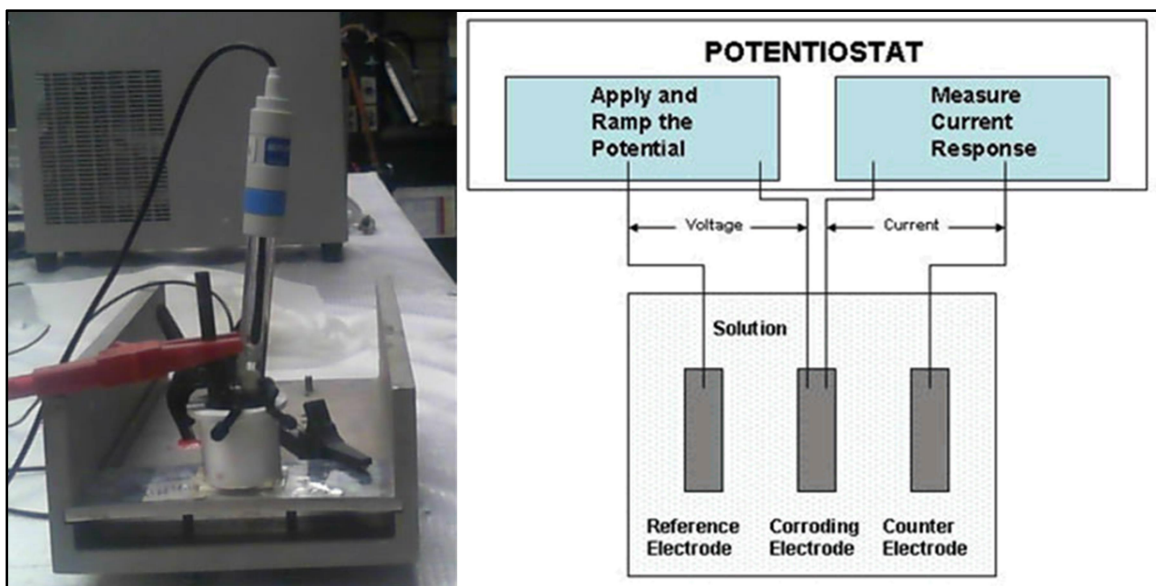 POTENTIOSTAT
Apply and
Ramp the
Potential
Measure
Current
Response
Voltage
Current
Solution
Reference
Electrode
Corroding
Electrode
Counter
Electrode